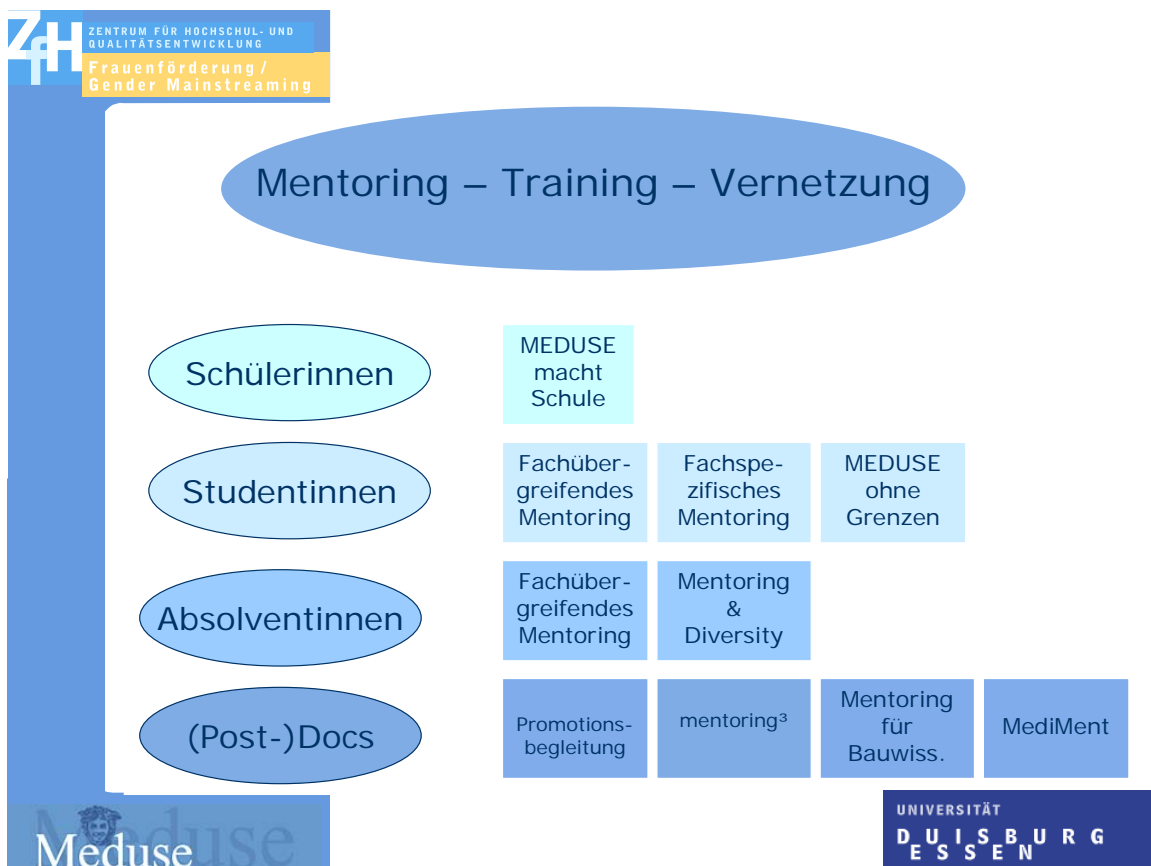 ZfH
ZENTRUM FÜR HOCHSCHUL- UND
QUALITÄTSENTWICKLUNG
Frauenförderung /
Gender Mainstreaming
Mentoring – Training – Vernetzung
Schülerinnen
MEDUSE
macht
Schule
Studentinnen
Fachüber-
greifendes
Mentoring
Fachspe-
zifisches
Mentoring
MEDUSE
ohne
Grenzen
Absolventinnen
Fachüber-
greifendes
Mentoring
Mentoring
&
Diversity
(Post-)Docs
Promotions-
begleitung
mentoring³
Mentoring
für
Bauwiss.
MediMent
Meduse
Meduse
UNIVERSITÄT
DUISBURG
ESSEN